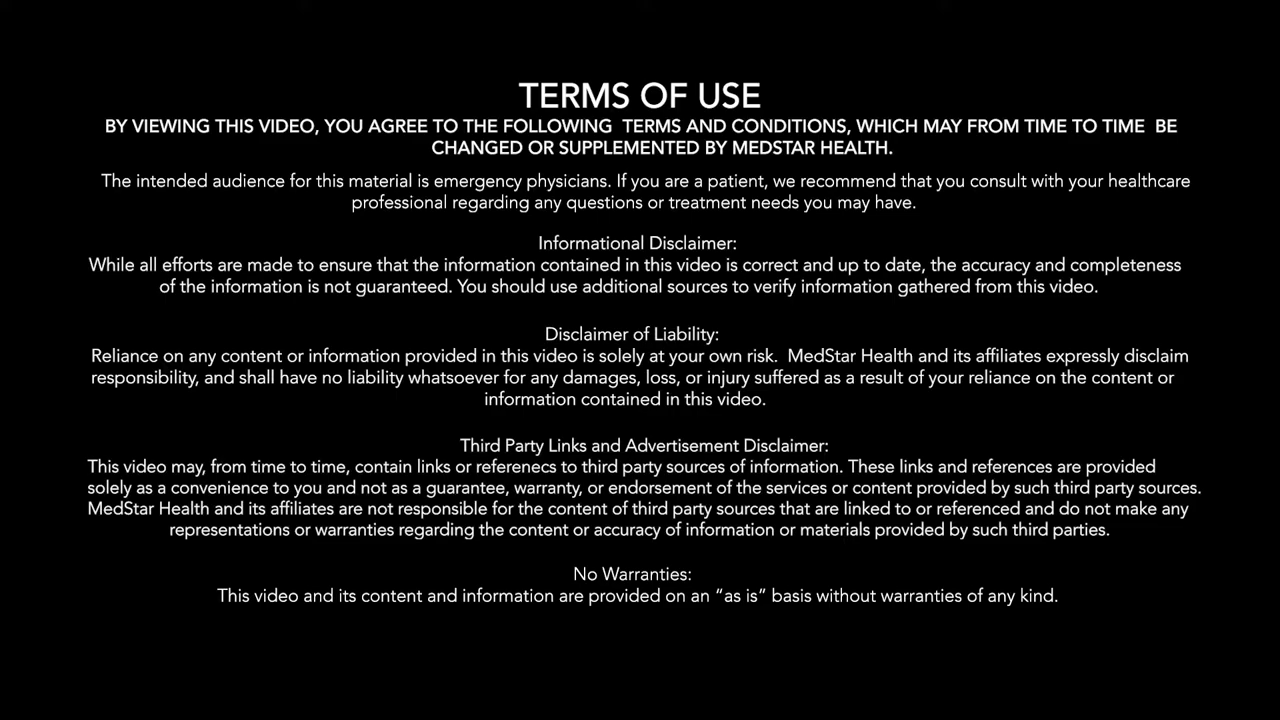 TERMS OF USE
BY VIEWING THIS VIDEO, YOU AGREE TO THE FOLLOWING TERMS AND CONDITIONS, WHICH MAY FROM TIME TO TIME BE
CHANGED OR SUPPLEMENTED BY MEDSTAR HEALTH.
The intended audience for this material is emergency physicians. If you are a patient, we recommend that you consult with your healthcare
professional regarding any questions or treatment needs you may have.
Informational Disclaimer:
While all efforts are made to ensure that the information contained in this video is correct and up to date, the accuracy and completeness
of the information is not guaranteed. You should use additional sources to verify information gathered from this video.
Disclaimer of Liability:
Reliance on any content or information provided in this video is solely at your own risk. MedStar Health and its affiliates expressly disclaim
responsibility, and shall have no liability whatsoever for any damages, loss, or injury suffered as a result of your reliance on the content or
information contained in this video.
Third Party Links and Advertisement Disclaimer:
This video may, from time to time, contain links or referenecs to third party sources of information. These links and references are provided
solely as a convenience to you and not as a guarantee, warranty, or endorsement of the services or content provided by such third party sources.
MedStar Health and its affiliates are not responsible for the content of third party sources that are linked to or referenced and do not make any
representations or warranties regarding the content or accuracy of information or materials provided by such third parties.
No Warranties:
This video and its content and information are provided on an “as is” basis without warranties of any kind.